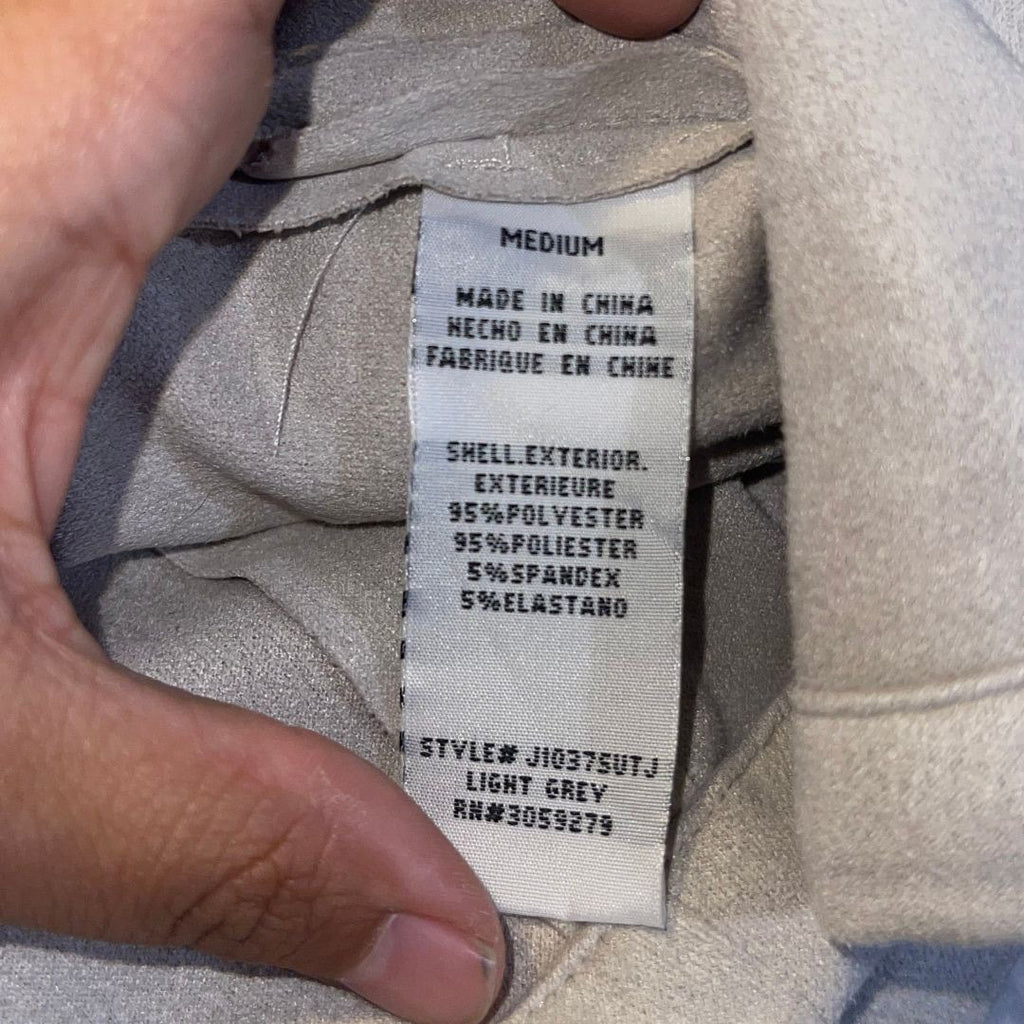 MEDIUM
MADE IN CHINA
HECHO EN CHINA
FABRIQUE EN CHINE
SHELL.EXTERIOR.
EXTERIEURE
95%POLYESTER
95%POLIESTER
5%SPANDEX
5%ELASTANO
STYLE# J10375UTJ
LIGHT GREY
RN#3059279